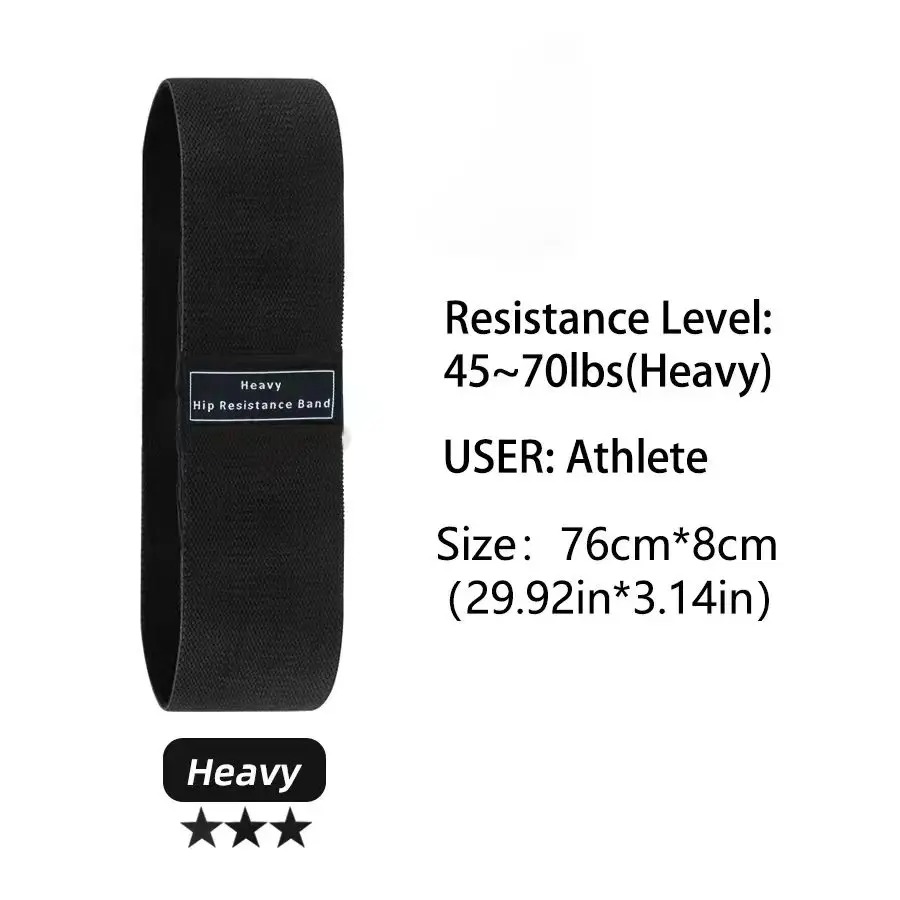 Heavy
Hip Resistance Band
Resistance Level:
45~70lbs(Heavy)
USER: Athlete
Size：76cm*8cm
（29.92in*3.14in）
Heavy